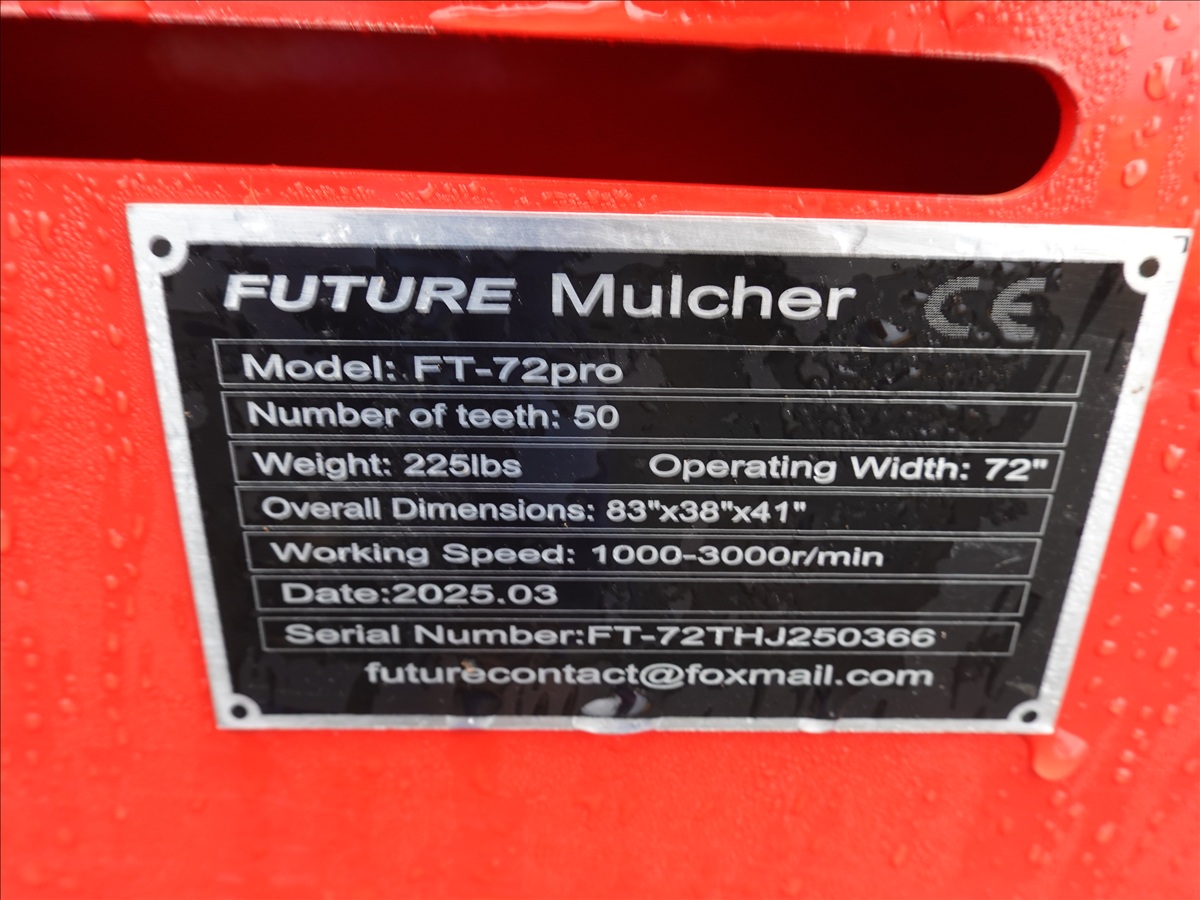 FUTURE Mulcher CE
Model: FT-72pro
Number of teeth: 50
Weight: 225lbs Operating Width: 72"
Overall Dimensions: 83"x38"x41"
Working Speed: 1000-3000r/min
Date:2025.03
Serial Number:FT-72THJ250366
futurecontact@foxmail.com